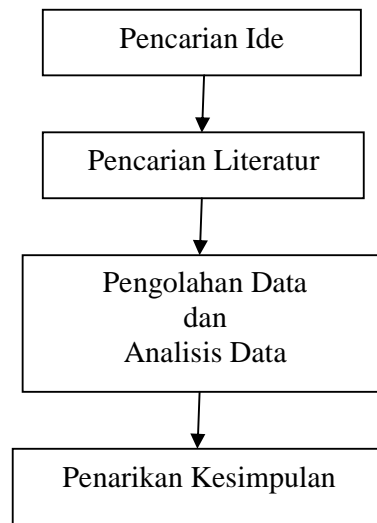 Pencarian Ide
Pencarian Literatur
Pengolahan Data
dan
Analisis Data
Penarikan Kesimpulan